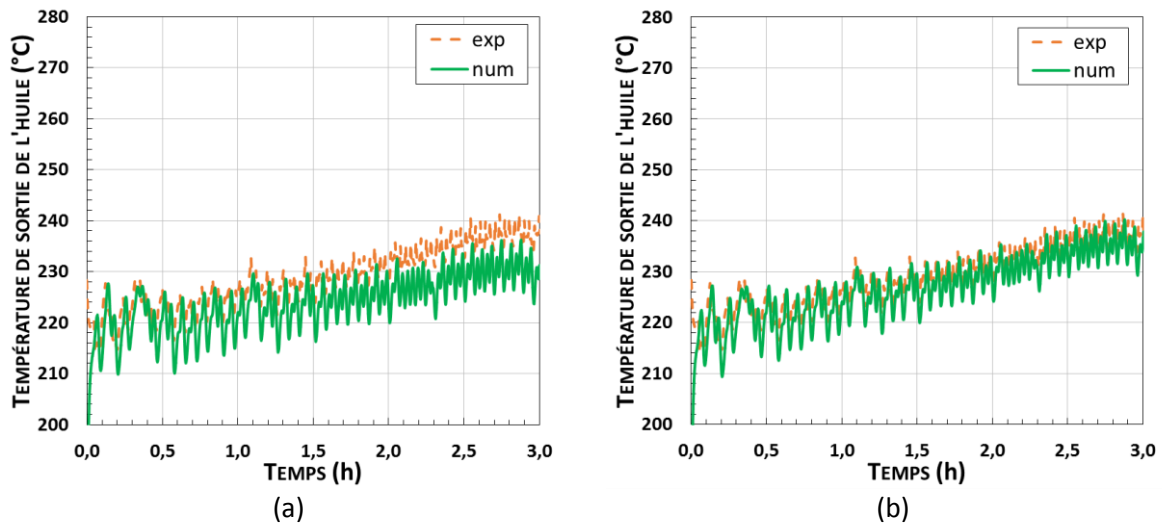 TEMPÉRATURE DE SORTIE DE L'HUILE (°C)
280
270
260
250
240
230
220
210
200
exp
num
0,0 0,5 1,0 1,5 2,0 2,5 3,0
TEMPS (h)
(a)
TEMPÉRATURE DE SORTIE DE L'HUILE (°C)
280
270
260
250
240
230
220
210
200
exp
num
0,0 0,5 1,0 1,5 2,0 2,5 3,0
TEMPS (h)
(b)